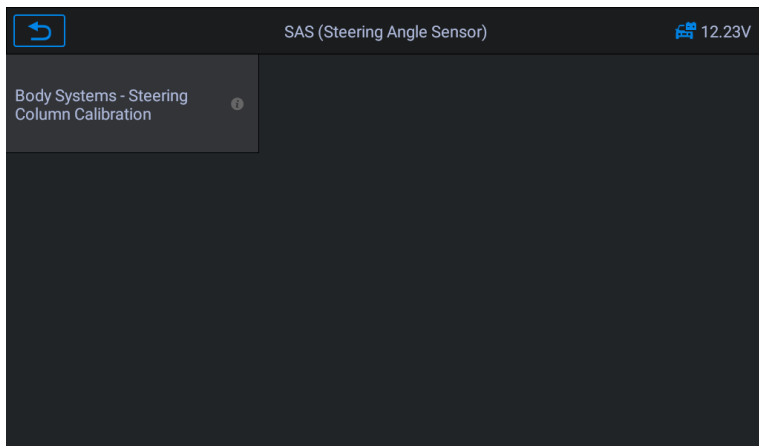 SAS (Steering Angle Sensor)
12.23V
Body Systems - Steering
Column Calibration